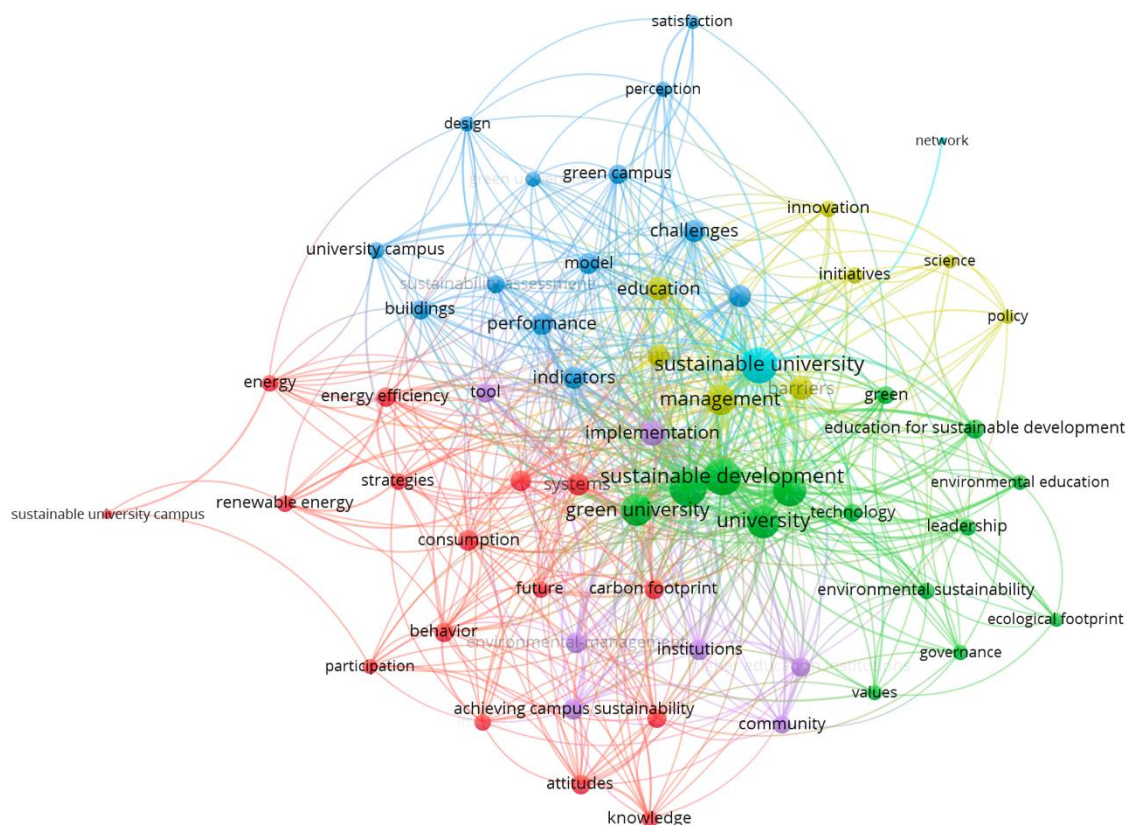 satisfaction
perception
design
network
green campus
innovation
challenges
university campus
science
model
initiatives
sustainability assessment
education
buildings
performance
policy
sustainable university
energy
indicators
barriers
energy efficiency
tool
management
green
education for sustainable development
implementation
sustainable development
strategies
systems
environmental education
renewable energy
green university
technology
sustainable university campus
university
leadership
consumption
future
carbon footprint
environmental sustainability
ecological footprint
behavior
environmental-management
institutions
governance
participation
values
achieving campus sustainability
community
attitudes
knowledge